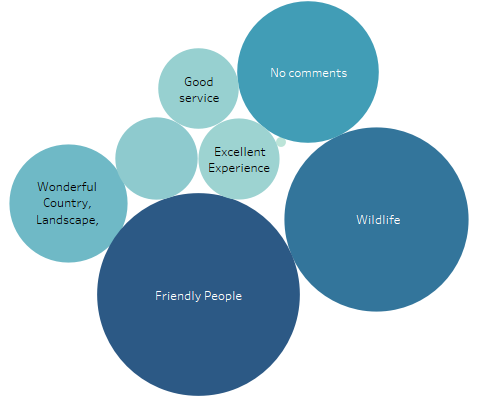 No comments
Good
service
Excellent
Experience
Wonderful
Country,
Landscape,
Wildlife
Friendly People